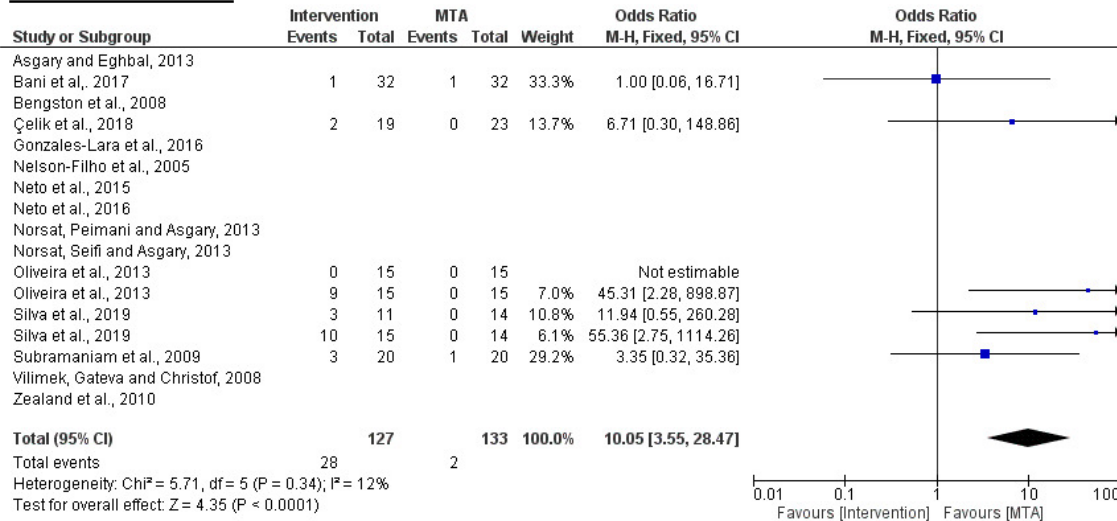 Intervention MTA Odds Ratio Odds Ratio
Study or Subgroup Events Total Events Total Weight M-H, Fixed, 95% CI M-H, Fixed, 95% CI
Asgary and Eghbal, 2013
Bani et al,. 2017 1 32 1 32 33.3% 1.00 [0.06, 16.71]
Bengston et al., 2008
Çelik et al., 2018 2 19 0 23 13.7% 6.71 [0.30, 148.86]
Gonzales-Lara et al., 2016
Nelson-Filho et al., 2005
Neto et al., 2015
Neto et al., 2016
Norsat, Peimani and Asgary, 2013
Norsat, Seifi and Asgary, 2013
Oliveira et al., 2013 0 15 0 15 Not estimable
Oliveira et al., 2013 9 15 0 15 7.0% 45.31 [2.28, 898.87]
Silva et al., 2019 3 11 0 14 10.8% 11.94 [0.55, 260.28]
Silva et al., 2019 10 15 0 14 6.1% 55.36 [2.75, 1114.26]
Subramaniam et al., 2009 3 20 1 20 29.2% 3.35 [0.32, 35.36]
Vilimek, Gateva and Christof, 2008
Zealand et al., 2010
Total (95% CI) 127 133 100.0% 10.05 [3.55, 28.47]
Total events 28 2
Heterogeneity: Chi² = 5.71, df = 5 (P = 0.34); I² = 12%
Test for overall effect: Z = 4.35 (P < 0.0001)
0.01 0.1 1 10 100
Favours [Intervention] Favours [MTA]